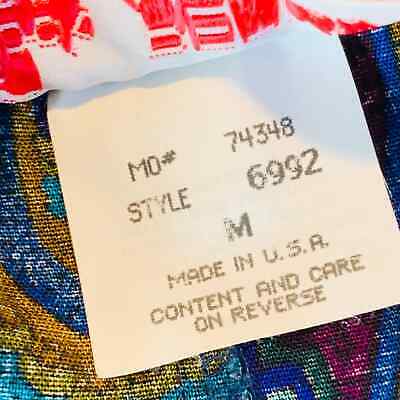 MO# 74348
STYLE 6992
M
MADE IN U.S.A.
CONTENT AND CARE
ON REVERSE